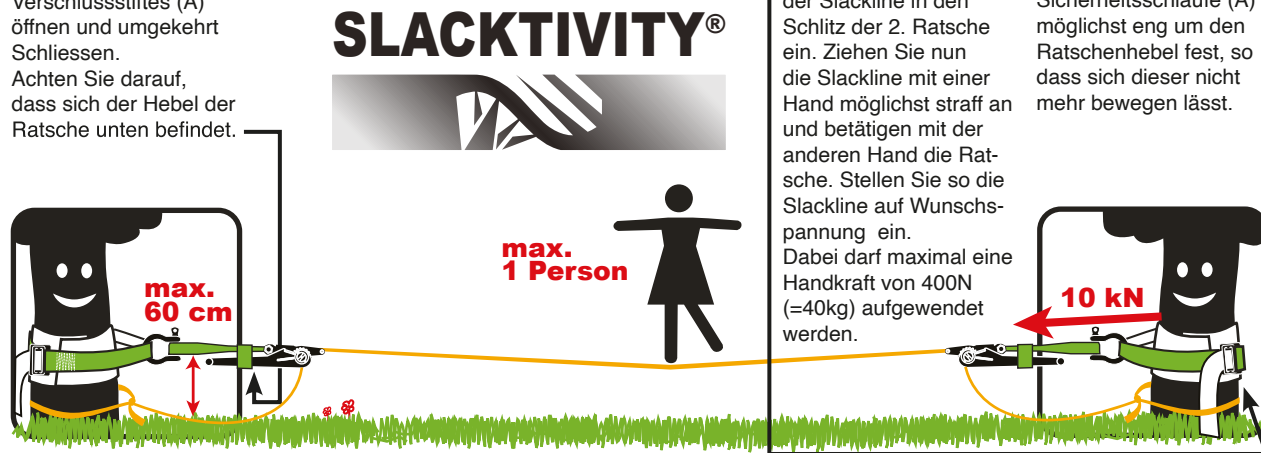 Verschlussstiftes (A)
öffnen und umgekehrt
Schliessen.
Achten Sie darauf,
dass sich der Hebel der
Ratsche unten befindet.
SLACKTIVITY®
der Slackline in den
Schlitz der 2. Ratsche
ein. Ziehen Sie nun
die Slackline mit einer
Hand möglichst straff an
und betätigen mit der
anderen Hand die Rat-
sche. Stellen Sie so die
Slackline auf Wunschs-
pannung ein.
Dabei darf maximal eine
Handkraft von 400N
(=40kg) aufgewendet
werden.
Sicherheitsschlaufe (A)
möglichst eng um den
Ratschenhebel fest, so
dass sich dieser nicht
mehr bewegen lässt.
max.
60 cm
max.
1 Person
10 kN